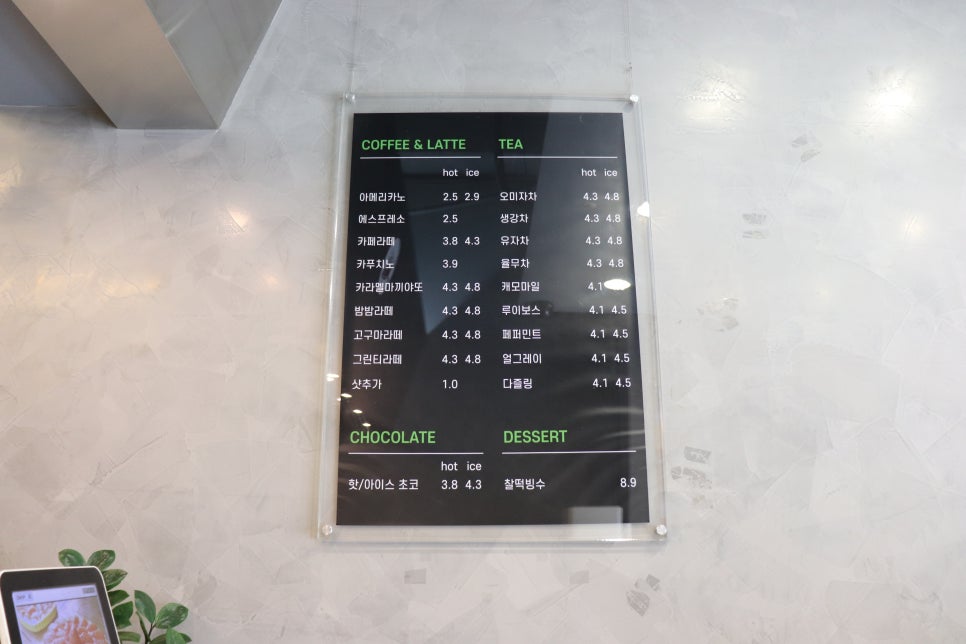 COFFEE & LATTE
hot ice
아메리카노 2.5 2.9
에스프레소 2.5
카페라떼 3.8 4.3
카푸치노 3.9
카라멜마끼야또 4.3 4.8
밤밤라떼 4.3 4.8
고구마라떼 4.3 4.8
그린티라떼 4.3 4.8
샷추가 1.0
TEA
hot ice
오미자차 4.3 4.8
생강차 4.3 4.8
유자차 4.3 4.8
율무차 4.3 4.8
캐모마일 4.1
루이보스 4.1 4.5
페퍼민트 4.1 4.5
얼그레이 4.1 4.5
다즐링 4.1 4.5
CHOCOLATE
hot ice
핫/아이스 초코 3.8 4.3
DESSERT
찰떡빙수 8.9